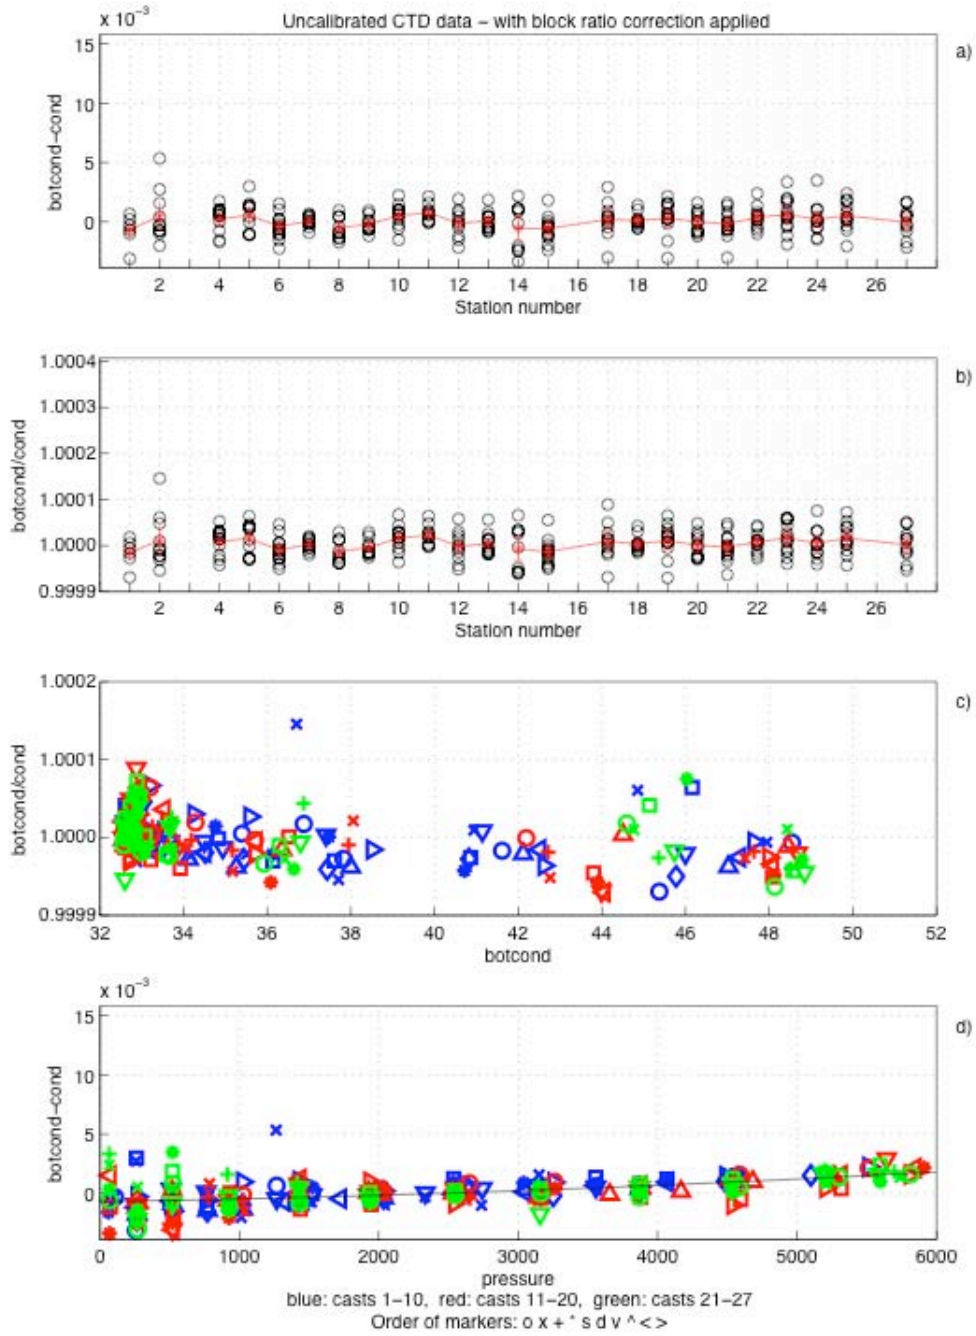 x 10⁻³
Uncalibrated CTD data – with block ratio correction applied
a)
15
10
5
0
botcond–cond
2 4 6 8 10 12 14 16 18 20 22 24 26
Station number
b)
1.0004
1.0003
1.0002
1.0001
1.0000
0.9999
botcond/cond
2 4 6 8 10 12 14 16 18 20 22 24 26
Station number
c)
1.0002
1.0001
1.0000
0.9999
botcond/cond
32 34 36 38 40 42 44 46 48 50 52
botcond
x 10⁻³
d)
15
10
5
0
botcond–cond
0 1000 2000 3000 4000 5000 6000
pressure
blue: casts 1–10, red: casts 11–20, green: casts 21–27
Order of markers: o x + * s d v ^ < >